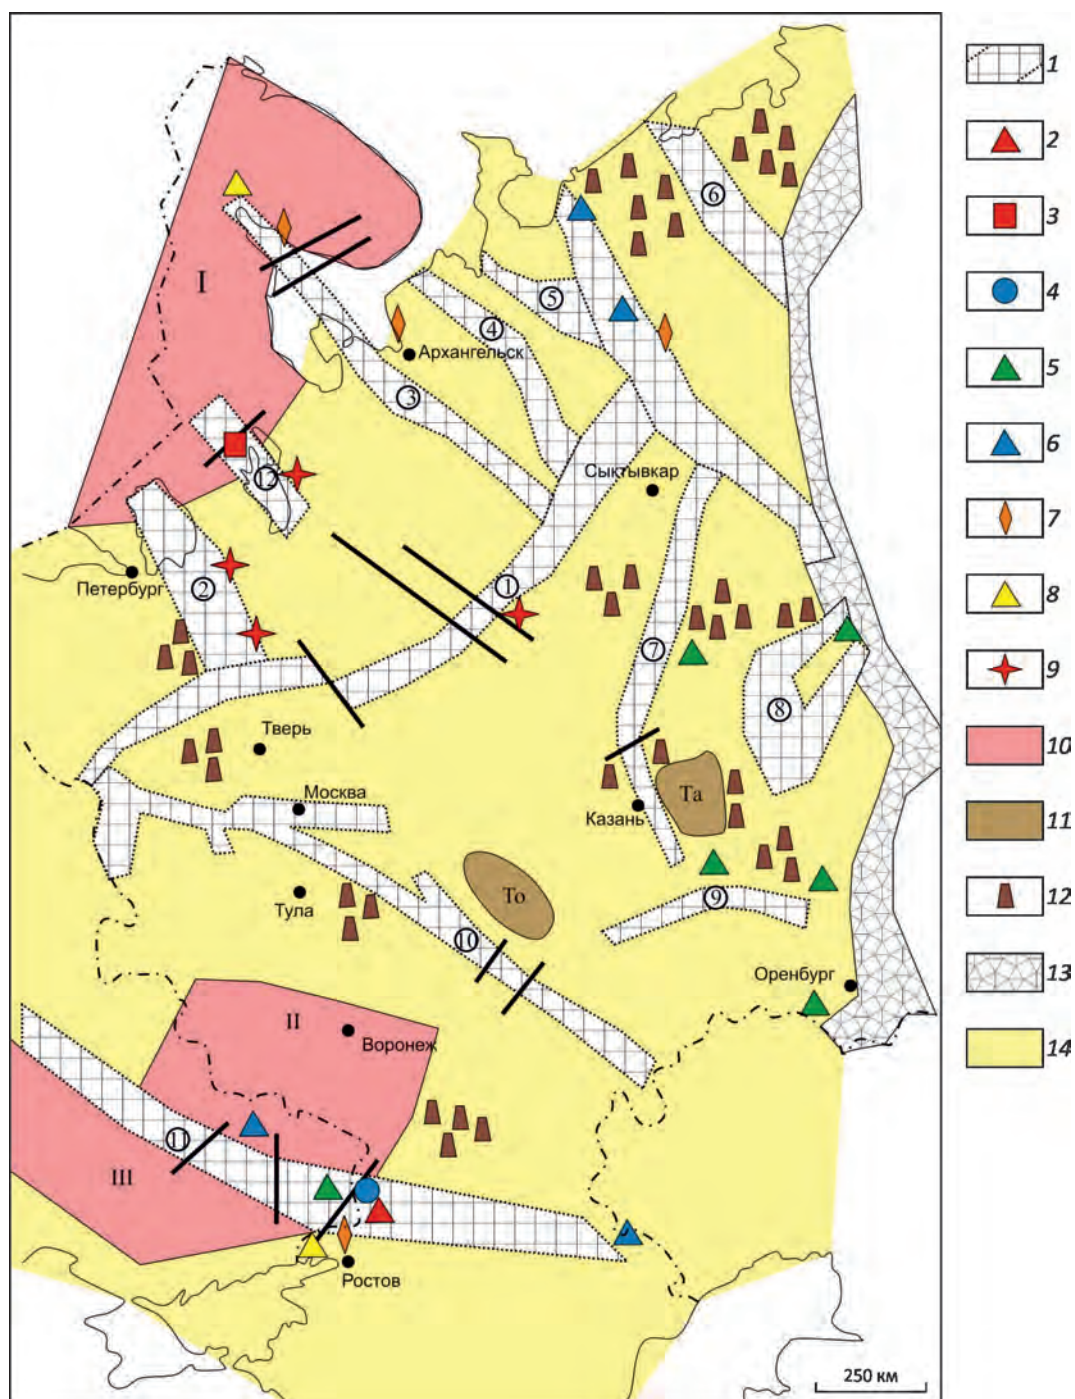 1
2
3
4
5
6
7
8
9
10
11
12
13
14
I
6
5
4
Архангельск
3
Сыктывкар
12
Петербург
2
1
7
8
Тверь
Москва
Та
Казань
Тула
То
9
10
Оренбург
II
Воронеж
11
III
Ростов
250 км